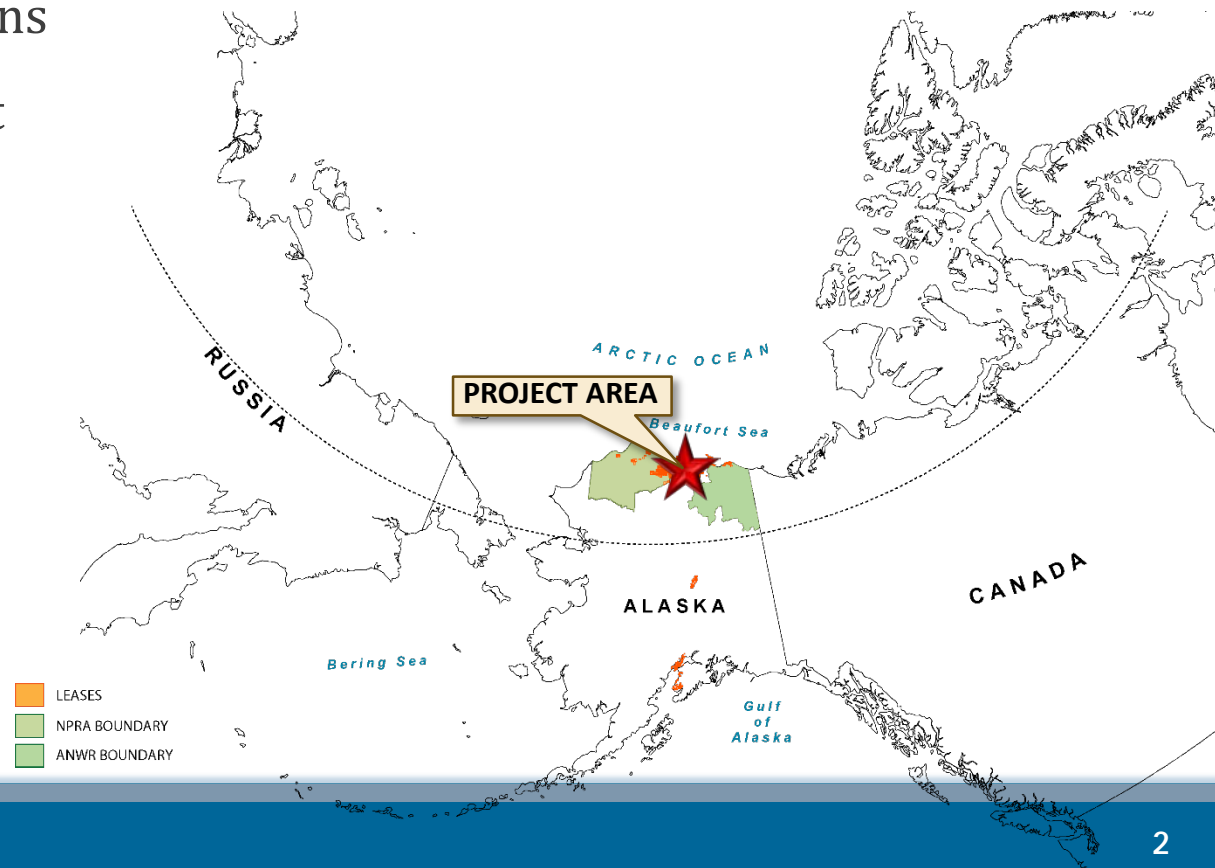 ns
t
ARCTIC OCEAN
RUSSIA
PROJECT AREA
Beaufort Sea
CANADA
ALASKA
Bering Sea
Gulf
of
Alaska
LEASES
NPRA BOUNDARY
ANWR BOUNDARY
2